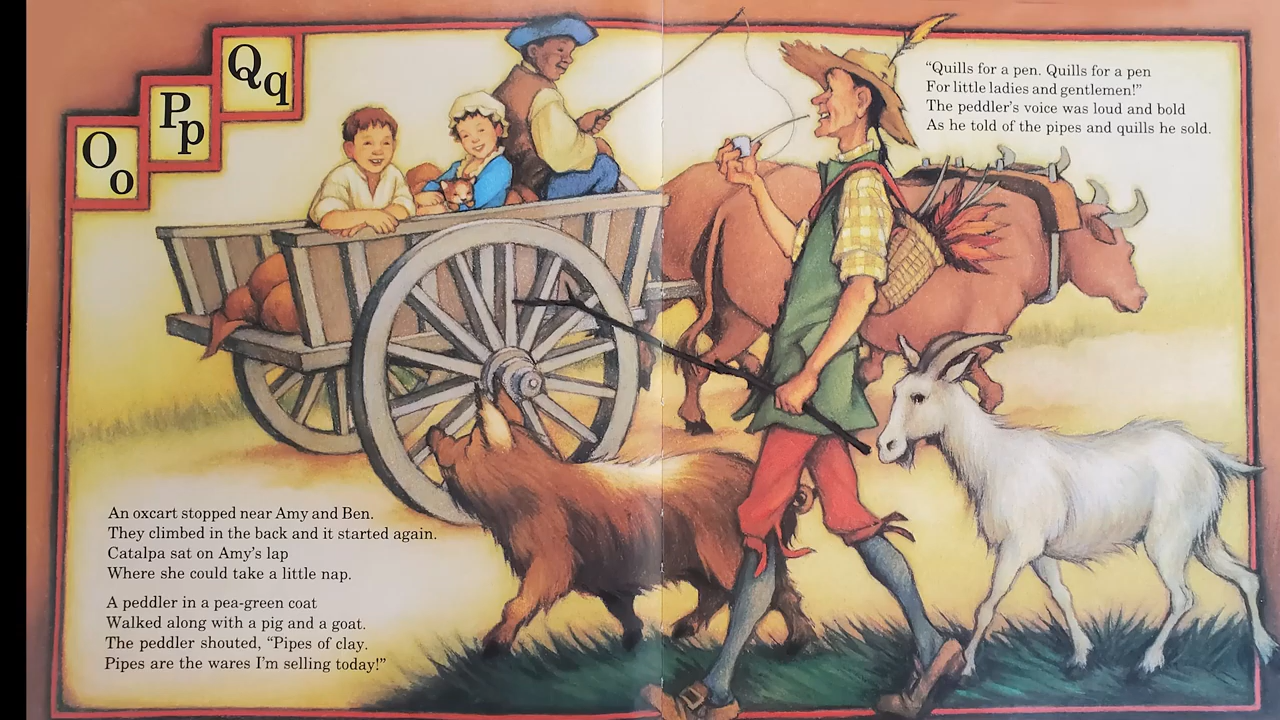 Oo
Pp
Qq
An oxcart stopped near Amy and Ben.
They climbed in the back and it started again.
Catalpa sat on Amy's lap
Where she could take a little nap.
A peddler in a pea-green coat
Walked along with a pig and a goat.
The peddler shouted, “Pipes of clay.
Pipes are the wares I'm selling today!”
“Quills for a pen. Quills for a pen
For little ladies and gentlemen!”
The peddler's voice was loud and bold
As he told of the pipes and quills he sold.